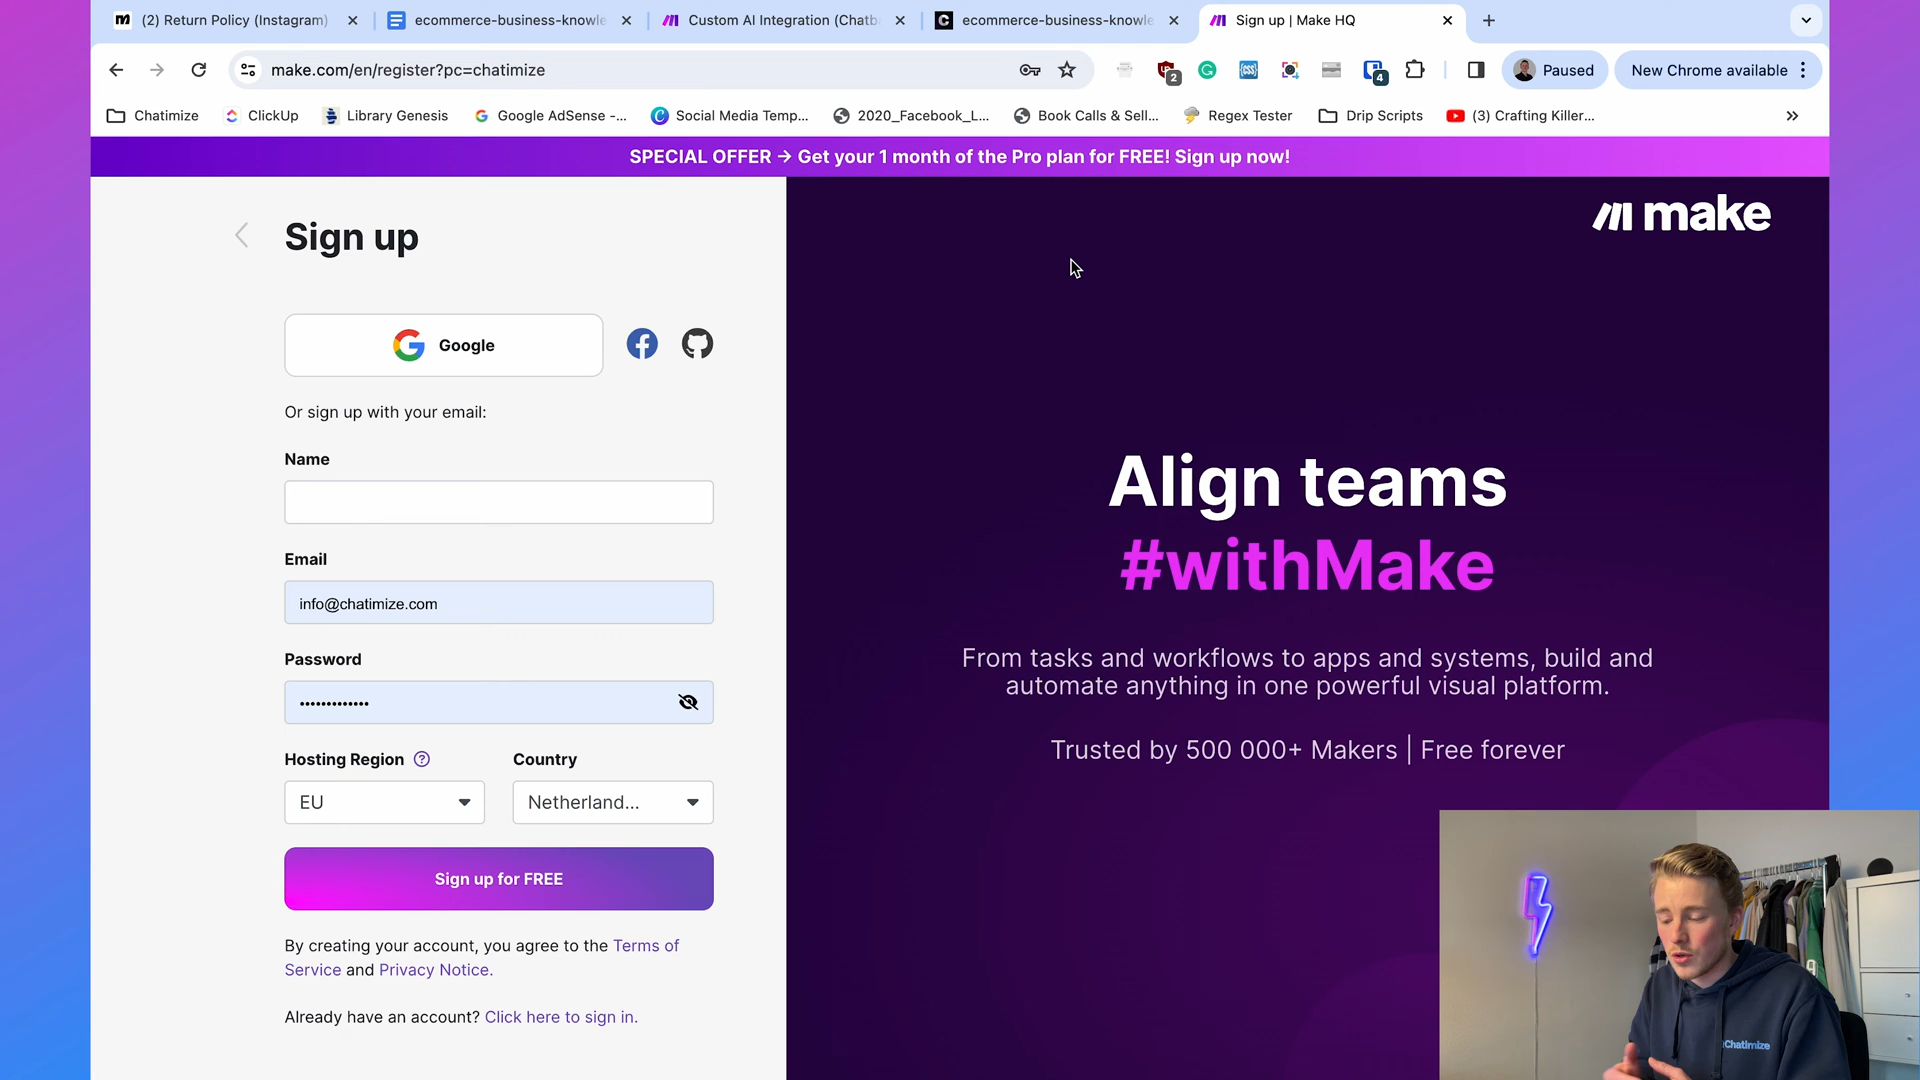 (2) Return Policy (Instagram)
ecommerce-business-knowle
Custom AI Integration (Chatb
ecommerce-business-knowle
Sign up | Make HQ
make.com/en/register?pc=chatimize
2
4
Paused
New Chrome available
Chatimize
ClickUp
Library Genesis
Google AdSense -...
Social Media Temp...
2020_Facebook_L...
Book Calls & Sell...
Regex Tester
Drip Scripts
(3) Crafting Killer...
SPECIAL OFFER → Get your 1 month of the Pro plan for FREE! Sign up now!
make
Sign up
Google
Or sign up with your email:
Name
Email
info@chatimize.com
Password
•••••••••••••
Hosting Region ?
Country
EU
Netherland...
Sign up for FREE
By creating your account, you agree to the Terms of
Service and Privacy Notice.
Already have an account? Click here to sign in.
Align teams
#withMake
From tasks and workflows to apps and systems, build and
automate anything in one powerful visual platform.
Trusted by 500 000+ Makers | Free forever
Chatimize